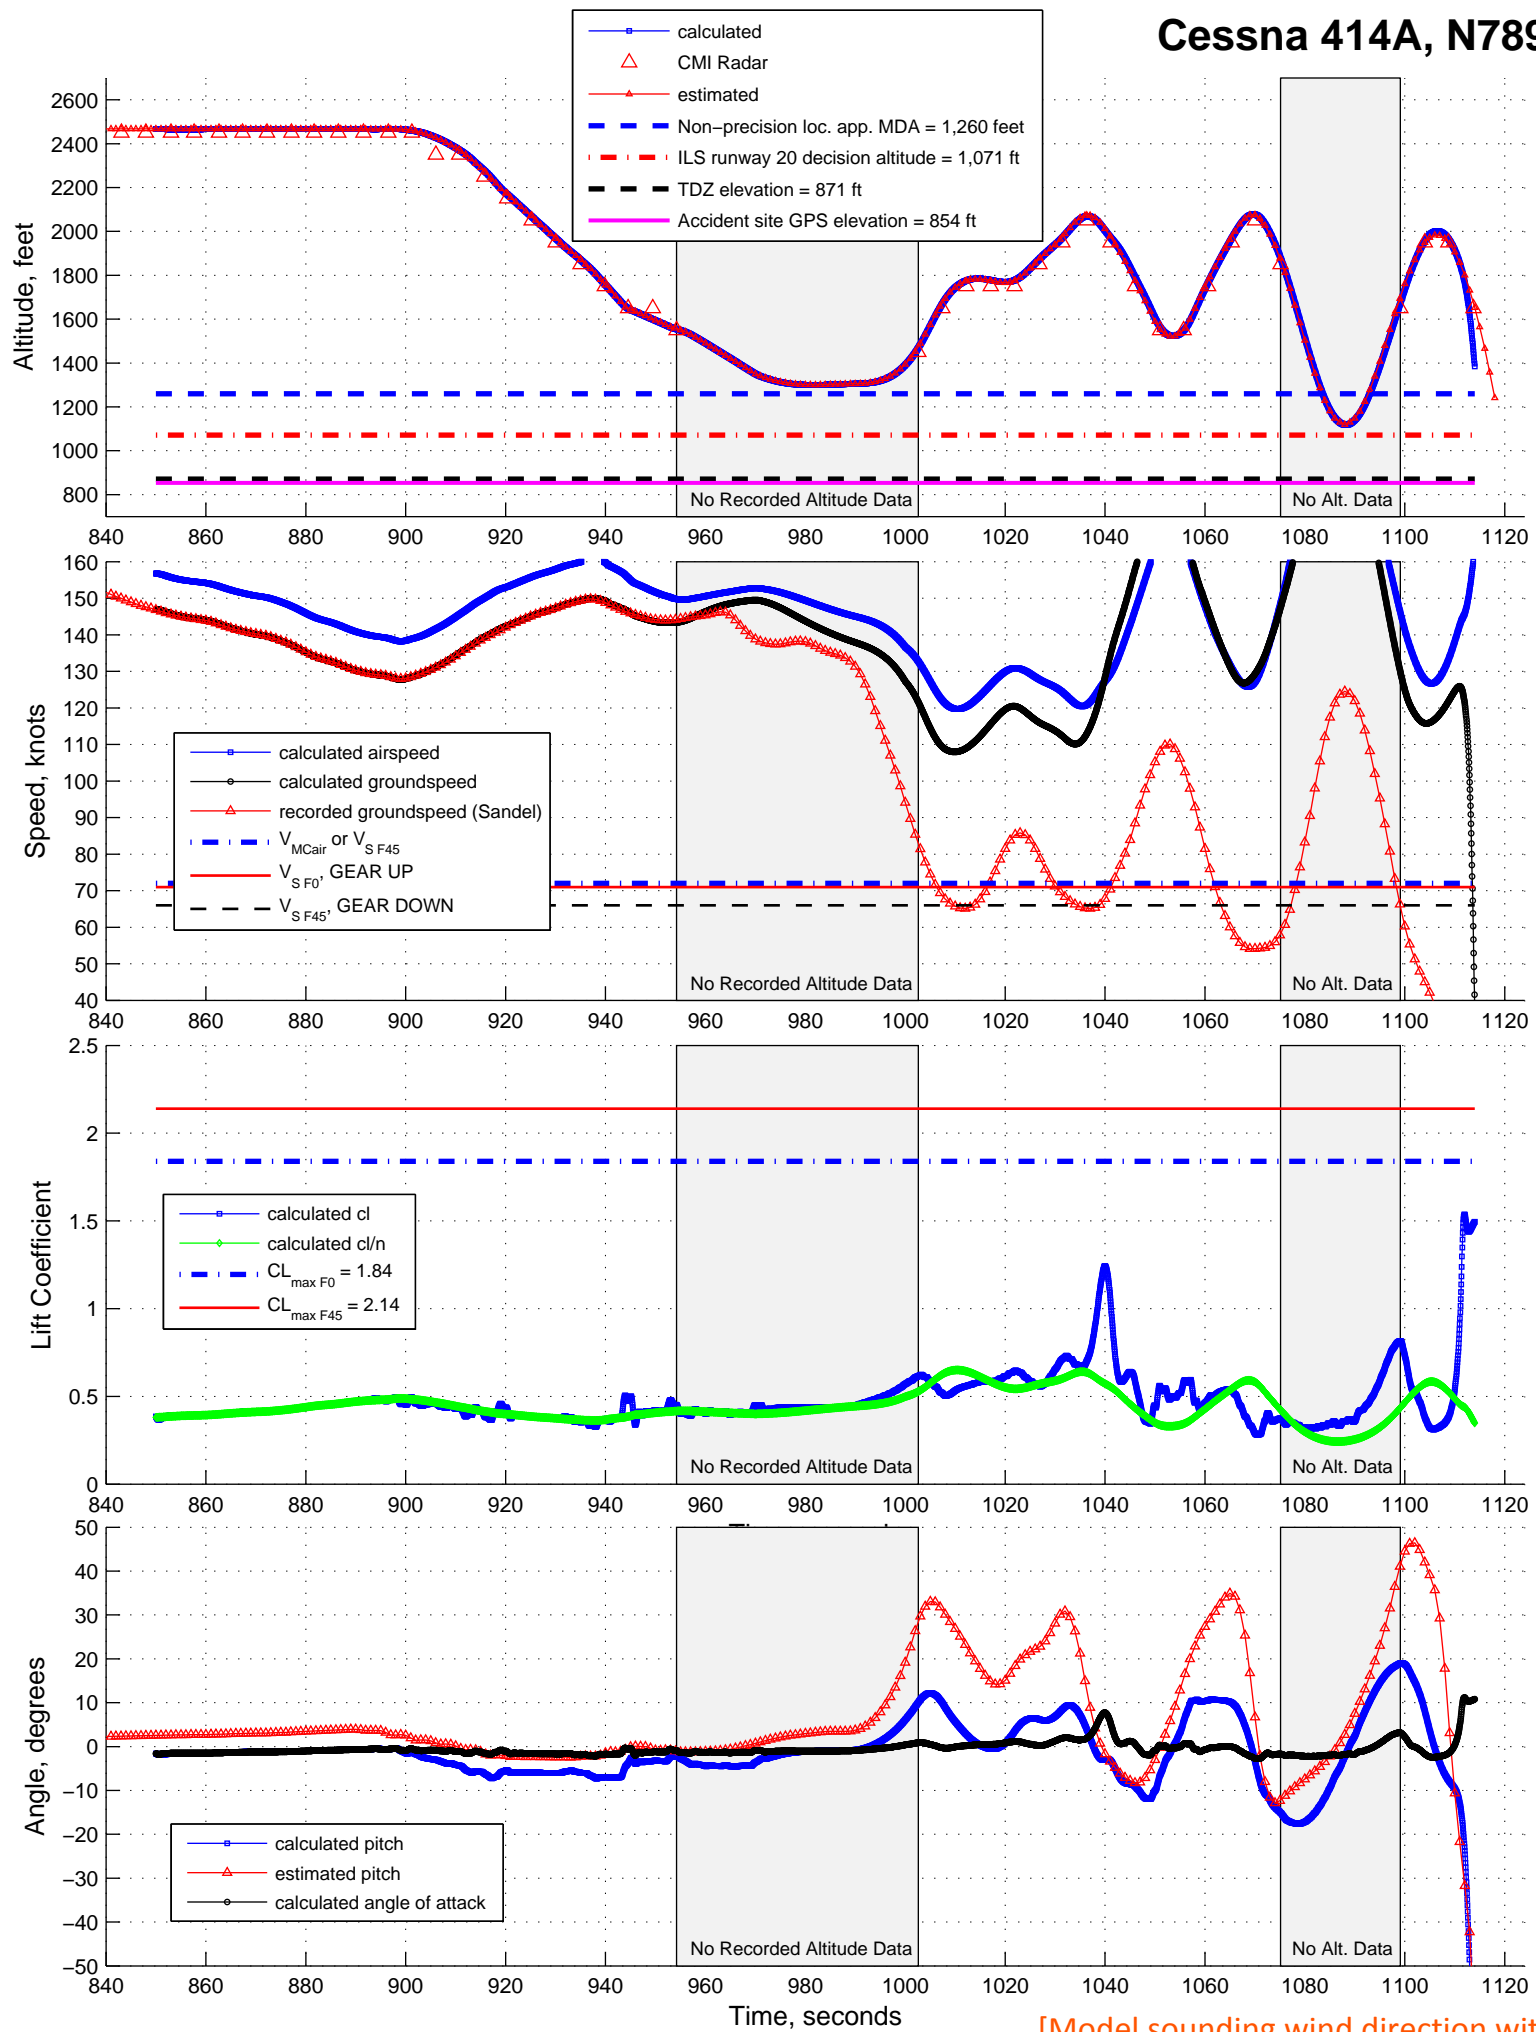 Cessna 414A, N789
calculated
CMI Radar
estimated
Non−precision loc. app. MDA = 1,260 feet
ILS runway 20 decision altitude = 1,071 ft
TDZ elevation = 871 ft
Accident site GPS elevation = 854 ft
Altitude, feet
2600
2400
2200
2000
1800
1600
1400
1200
1000
800
No Recorded Altitude Data
No Alt. Data
840 860 880 900 920 940 960 980 1000 1020 1040 1060 1080 1100 1120
Speed, knots
160
150
140
130
120
110
100
90
80
70
60
50
40
calculated airspeed
calculated groundspeed
recorded groundspeed (Sandel)
VMCair or VS F45
VS F0, GEAR UP
VS F45, GEAR DOWN
No Recorded Altitude Data
No Alt. Data
840 860 880 900 920 940 960 980 1000 1020 1040 1060 1080 1100 1120
Lift Coefficient
2.5
2
1.5
1
0.5
0
calculated cl
calculated cl/n
CLmax F0 = 1.84
CLmax F45 = 2.14
No Recorded Altitude Data
No Alt. Data
840 860 880 900 920 940 960 980 1000 1020 1040 1060 1080 1100 1120
Angle, degrees
50
40
30
20
10
0
−10
−20
−30
−40
−50
calculated pitch
estimated pitch
calculated angle of attack
No Recorded Altitude Data
No Alt. Data
840 860 880 900 920 940 960 980 1000 1020 1040 1060 1080 1100 1120
Time, seconds
[Model sounding wind direction wit